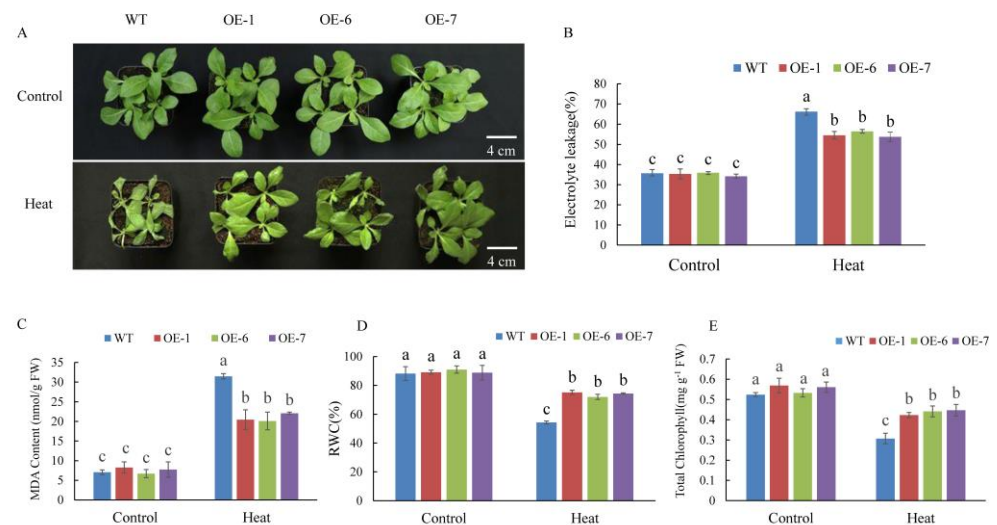 WT OE-1 OE-6 OE-7
A
Control
4 cm
Heat
4 cm
B
WT OE-1 OE-6 OE-7
Electrolyte leakage(%)
80
70
60
50
40
30
20
10
0
c c c c
a b b b
Control Heat
C
WT OE-1 OE-6 OE-7
MDA Content (nmol/g FW)
35
30
25
20
15
10
5
0
c c c c
a b b b
Control Heat
D
WT OE-1 OE-6 OE-7
RWC(%)
100
80
60
40
20
0
a a a a
c b b b
Control Heat
E
WT OE-1 OE-6 OE-7
Total Chlorophyll(mg g⁻¹ FW)
0.7
0.6
0.5
0.4
0.3
0.2
0.1
0
a a a a
c b b b
Control Heat